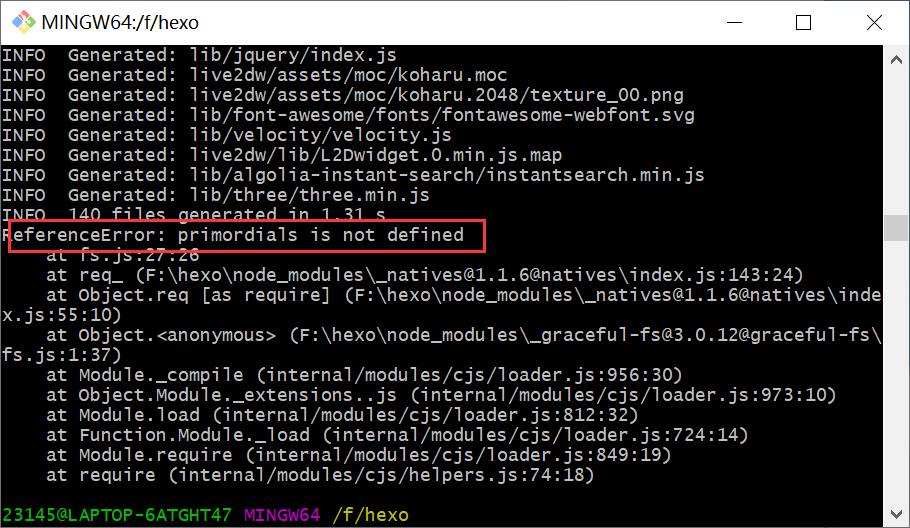 MINGW64:/f/hexo
INFO  Generated: lib/jquery/index.js
INFO  Generated: live2dw/assets/moc/koharu.moc
INFO  Generated: live2dw/assets/moc/koharu.2048/texture_00.png
INFO  Generated: lib/font-awesome/fonts/fontawesome-webfont.svg
INFO  Generated: lib/velocity/velocity.js
INFO  Generated: live2dw/lib/L2Dwidget.0.min.js.map
INFO  Generated: lib/algolia-instant-search/instantsearch.min.js
INFO  Generated: lib/three/three.min.js
INFO  140 files generated in 1.31 s
ReferenceError: primordials is not defined
    at fs.js:27:26
    at req_ (F:\hexo\node_modules\_natives@1.1.6@natives\index.js:143:24)
    at Object.req [as require] (F:\hexo\node_modules\_natives@1.1.6@natives\inde
x.js:55:10)
    at Object.<anonymous> (F:\hexo\node_modules\_graceful-fs@3.0.12@graceful-fs\
fs.js:1:37)
    at Module._compile (internal/modules/cjs/loader.js:956:30)
    at Object.Module._extensions..js (internal/modules/cjs/loader.js:973:10)
    at Module.load (internal/modules/cjs/loader.js:812:32)
    at Function.Module._load (internal/modules/cjs/loader.js:724:14)
    at Module.require (internal/modules/cjs/loader.js:849:19)
    at require (internal/modules/cjs/helpers.js:74:18)
23145@LAPTOP-6ATGHT47 MINGW64 /f/hexo